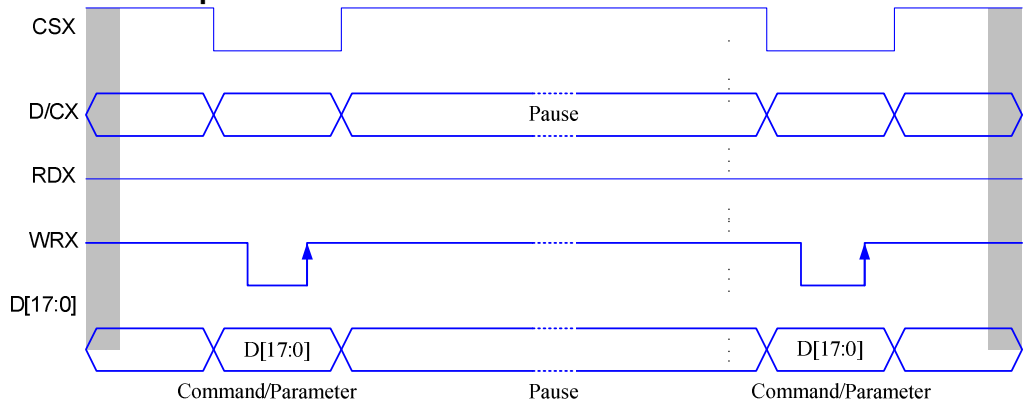 CSX
D/CX
Pause
RDX
WRX
D[17:0]
D[17:0]
D[17:0]
Command/Parameter
Pause
Command/Parameter